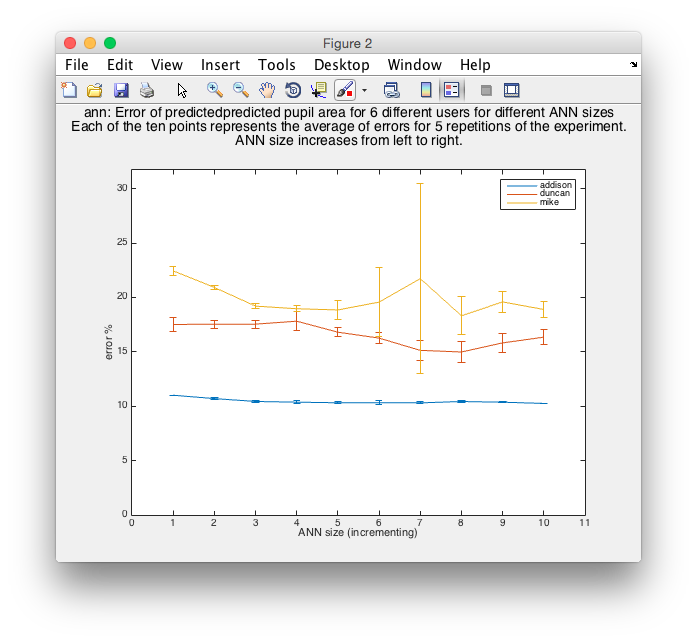 Figure 2
File Edit View Insert Tools Desktop Window Help
ann: Error of predictedpredicted pupil area for 6 different users for different ANN sizes
Each of the ten points represents the average of errors for 5 repetitions of the experiment.
ANN size increases from left to right.
addison
duncan
mike
30
25
20
15
10
5
0
error %
0 1 2 3 4 5 6 7 8 9 10 11
ANN size (incrementing)